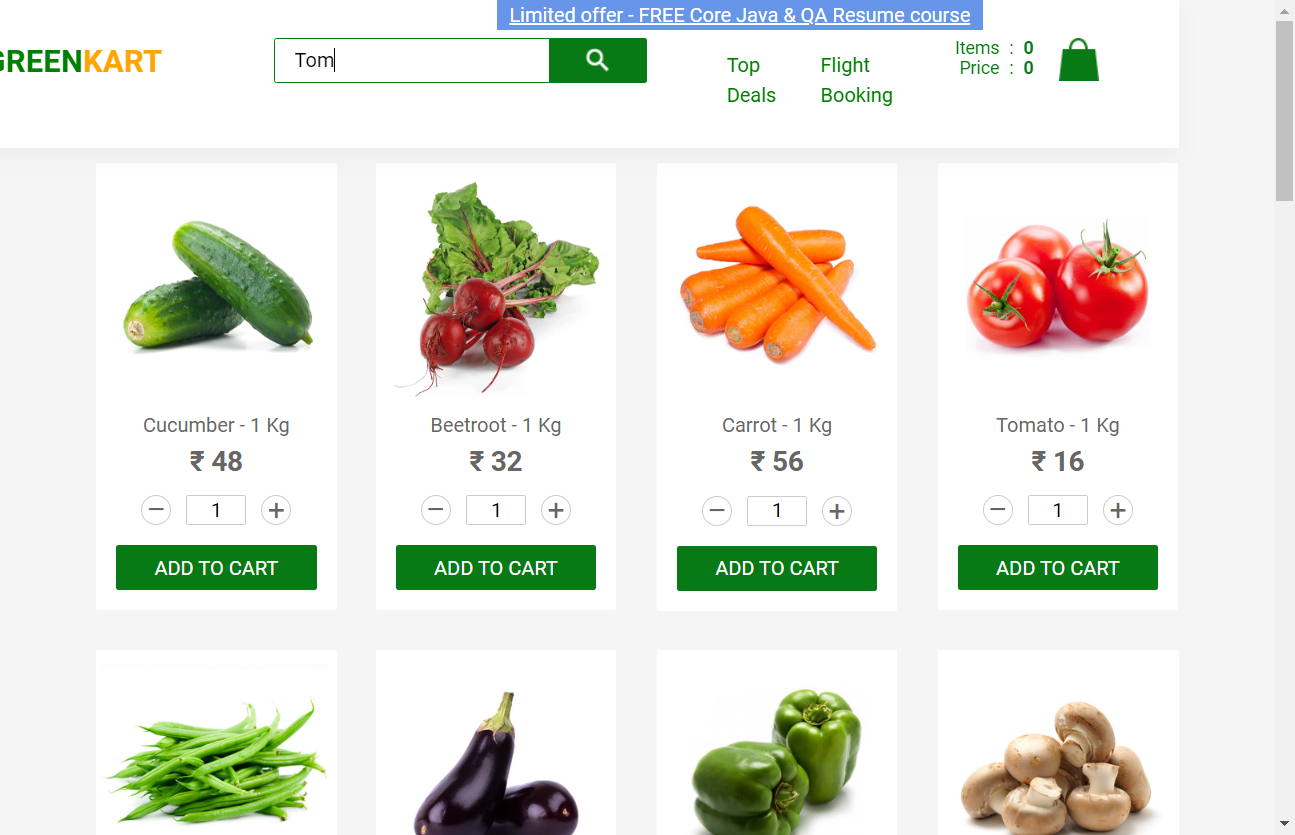 Limited offer - FREE Core Java & QA Resume course
GREENKART
Tom
Top Deals
Flight Booking
Items : 0
Price : 0
Cucumber - 1 Kg
₹ 48
− 1 +
ADD TO CART
Beetroot - 1 Kg
₹ 32
− 1 +
ADD TO CART
Carrot - 1 Kg
₹ 56
− 1 +
ADD TO CART
Tomato - 1 Kg
₹ 16
− 1 +
ADD TO CART